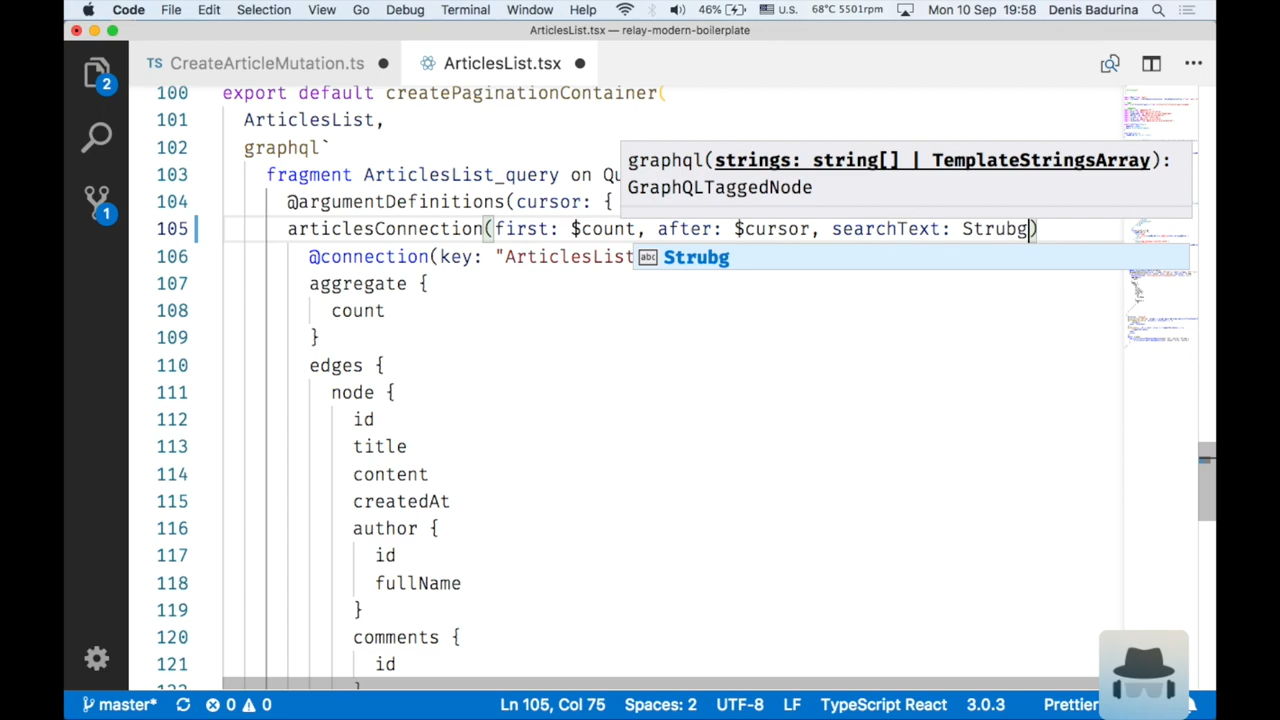 Code File Edit Selection View Go Debug Terminal Window Help 46% U.S. 68°C 5501rpm Mon 10 Sep 19:58 Denis Badurina
ArticlesList.tsx — relay-modern-boilerplate
TS CreateArticleMutation.ts ArticlesList.tsx
2
1
100 export default createPaginationContainer(
101 ArticlesList,
102 graphql`
graphql(strings: string[] | TemplateStringsArray):
GraphQLTaggedNode
103 fragment ArticlesList_query on Qu
104 @argumentDefinitions(cursor: {
105 articlesConnection(first: $count, after: $cursor, searchText: Strubg)
106 @connection(key: "ArticlesList
abc Strubg
107 aggregate {
108 count
109 }
110 edges {
111 node {
112 id
113 title
114 content
115 createdAt
116 author {
117 id
118 fullName
119 }
120 comments {
121 id
master* 0 0 Ln 105, Col 75 Spaces: 2 UTF-8 LF TypeScript React 3.0.3 Prettier